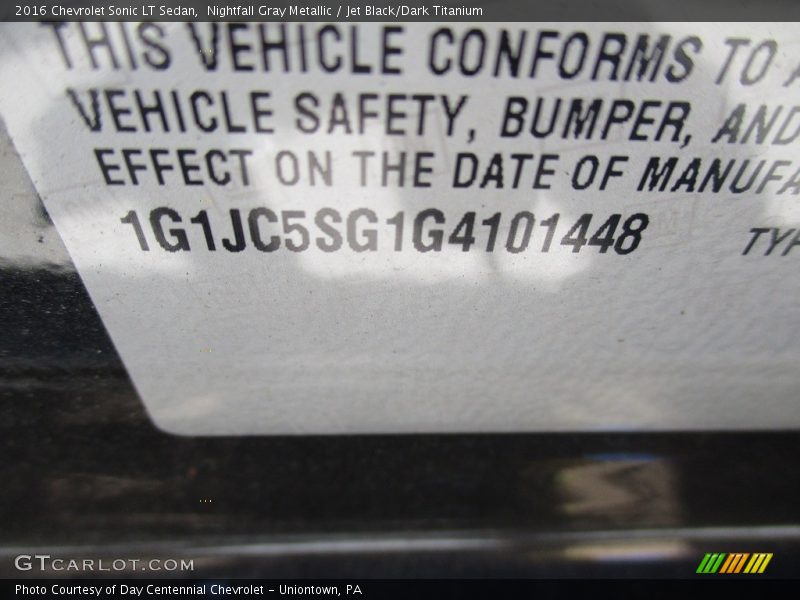 2016 Chevrolet Sonic LT Sedan,  Nightfall Gray Metallic / Jet Black/Dark Titanium
THIS VEHICLE CONFORMS TO A
VEHICLE SAFETY, BUMPER, AND
EFFECT ON THE DATE OF MANUFA
1G1JC5SG1G4101448 TYP
GTCARLOT.COM
Photo Courtesy of Day Centennial Chevrolet - Uniontown, PA